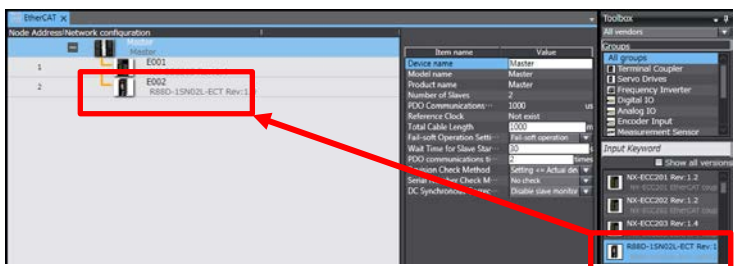 EtherCAT x
Toolbox
Node Address/Network configuration
All vendors
Master
Master
Groups
All groups
Terminal Coupler
Servo Drives
Frequency Inverter
Digital IO
Analog IO
Encoder Input
Measurement Sensor
1 E001
2 E002
R88D-1SN02L-ECT Rev:1.
Item name Value
Device name Master
Model name Master
Product name Master
Number of Slaves 2
PDO Communications··· 1000 us
Reference Clock Not exist
Total Cable Length 1000 m
Fail-soft Operation Setti··· Fail-soft operation
Wait Time for Slave Star··· 30 s
PDO communications ti··· 2 times
Revision Check Method Setting <= Actual dev
Serial Number Check M··· No check
DC Synchronous Correc··· Disable slave monitor
Input Keyword
Show all versions
NX-ECC201 Rev:1.2
NX-ECC201 EtherCAT coup
NX-ECC202 Rev:1.2
NX-ECC202 EtherCAT coup
NX-ECC203 Rev:1.4
R88D-1SN02L-ECT Rev:1